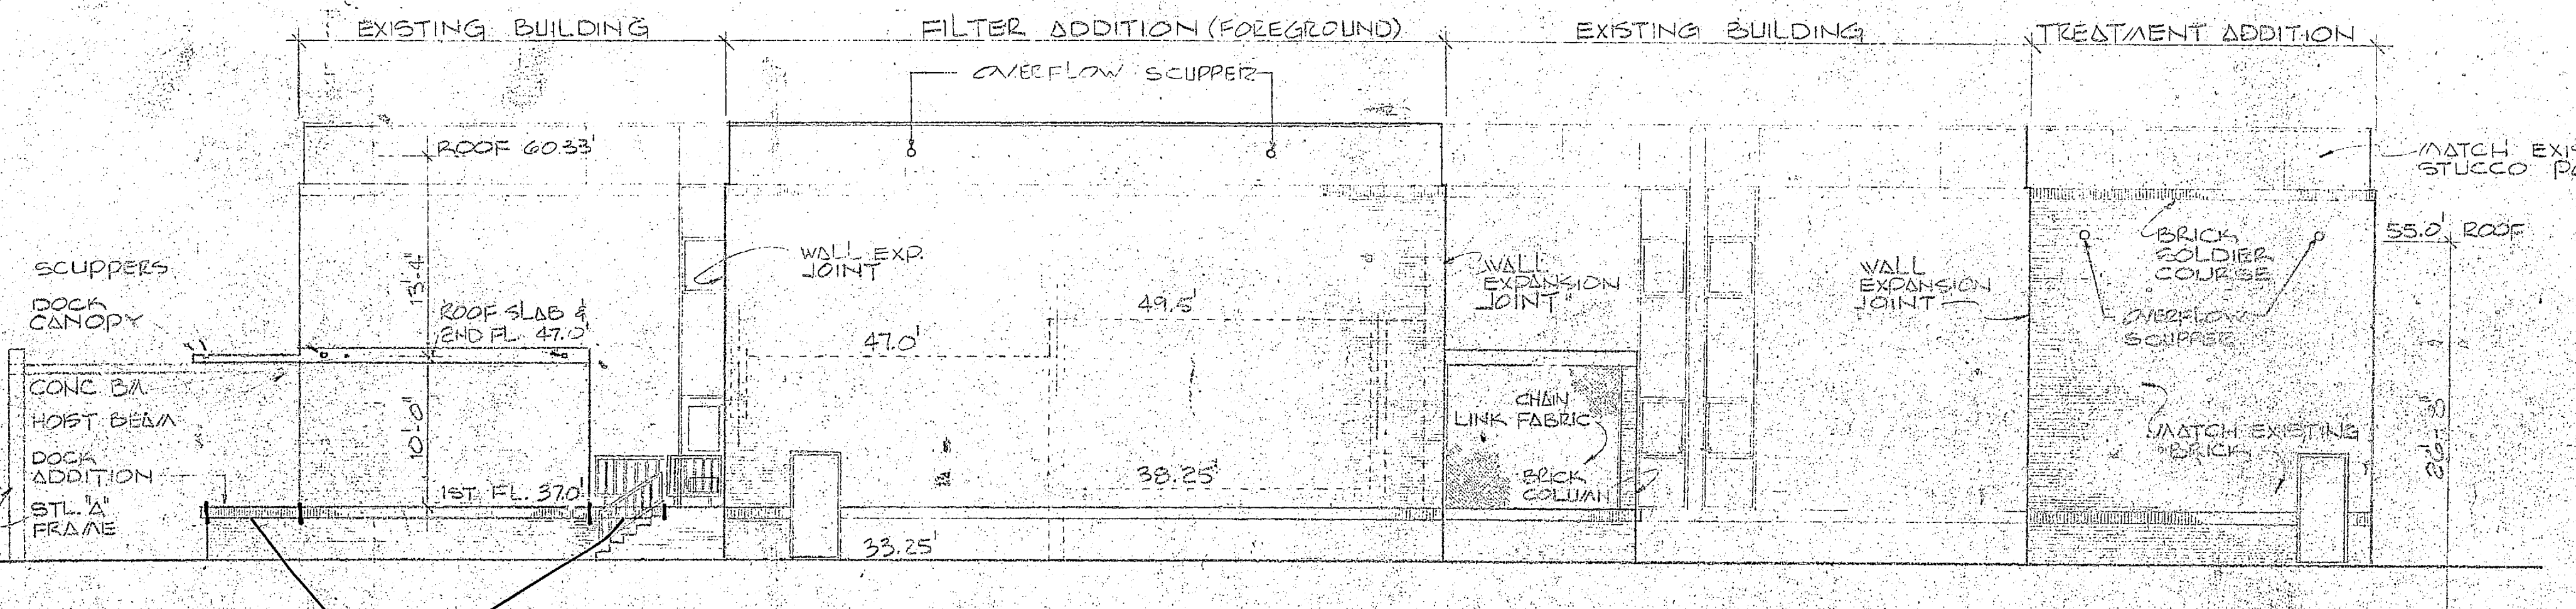 EXISTING BUILDING
FILTER ADDITION (FOREGROUND)
EXISTING BUILDING
TREATMENT ADDITION
OVERFLOW SCUPPER
ROOF 60.33'
MATCH EXIS
STUCCO PA
SCUPPERS
DOCK
CANOPY
13'-4"
ROOF SLAB &
2ND FL. 47.0'
WALL EXP.
JOINT
47.0'
49.5'
WALL
EXPANSION
JOINT
WALL
EXPANSION
JOINT
BRICK
SOLDIER
COURSE
OVERFLOW
SCUPPER
55.0' ROOF
CONC BM
HOIST BEAM
DOCK
ADDITION
STL. "A"
FRAME
10'-0"
1ST FL. 37.0'
38.25'
33.25'
CHAIN
LINK FABRIC
BRICK
COLUMN
MATCH EXISTING
BRICK